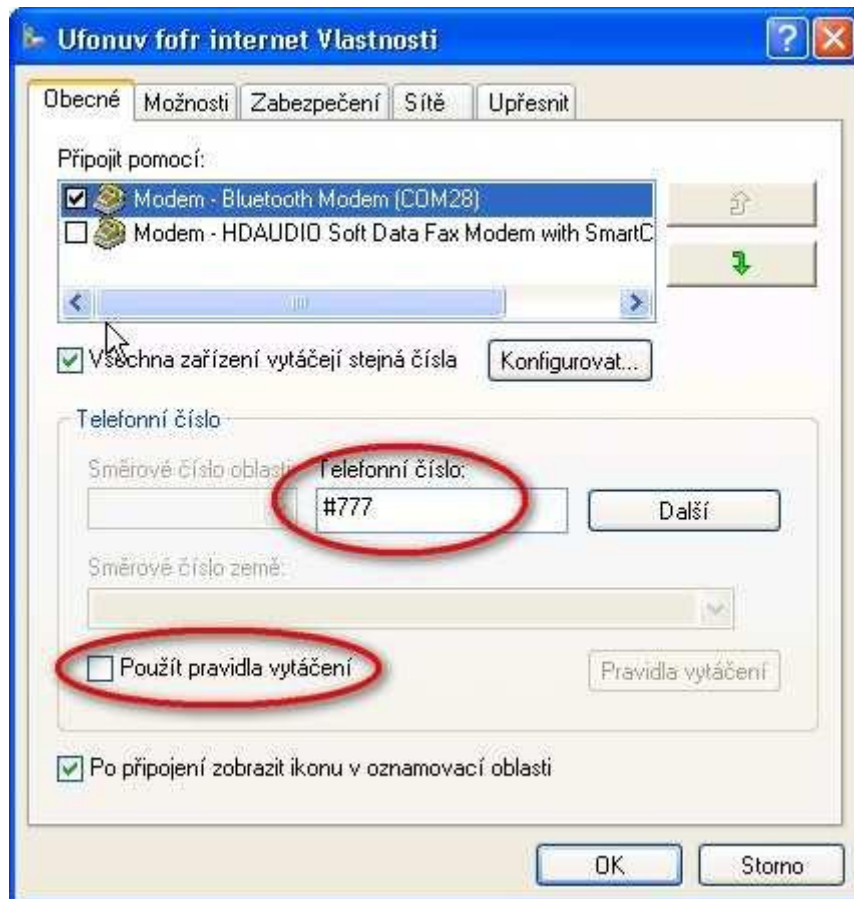 Ufonuv fofr internet Vlastnosti
Obecné Možnosti Zabezpečení Sítě Upřesnit
Připojit pomocí:
Modem - Bluetooth Modem (COM28)
Modem - HDAUDIO Soft Data Fax Modem with SmartC
Všechna zařízení vytáčejí stejná čísla Konfigurovat...
Telefonní číslo
Směrové číslo oblasti: Telefonní číslo:
#777 Další
Směrové číslo země:
Použít pravidla vytáčení Pravidla vytáčení
Po připojení zobrazit ikonu v oznamovací oblasti
OK Storno